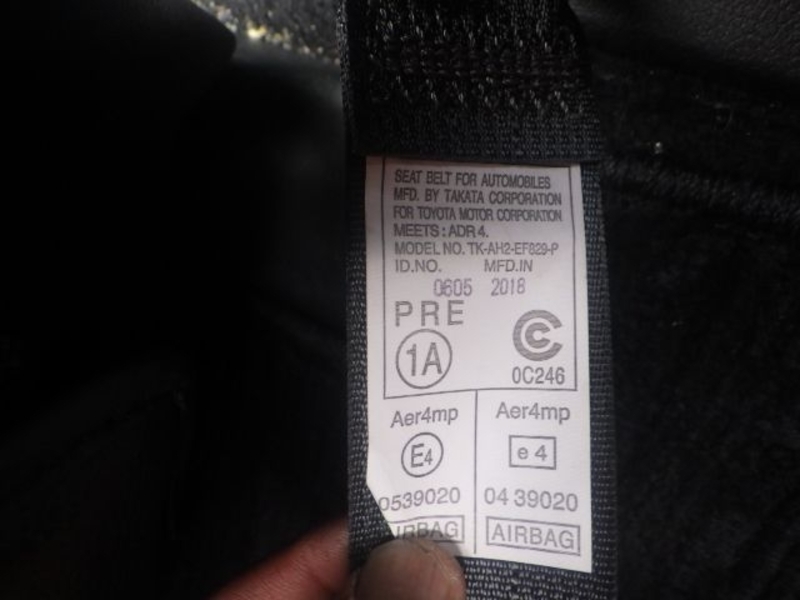 SEAT BELT FOR AUTOMOBILES
MFD. BY TAKATA CORPORATION
FOR TOYOTA MOTOR CORPORATION
MEETS : ADR 4.
MODEL NO. TK-AH2-EF829-P
ID.NO. MFD.IN
0605 2018
PRE
1A
C
0C246
Aer4mp
E4
0539020
AIRBAG
Aer4mp
e 4
04 39020
AIRBAG